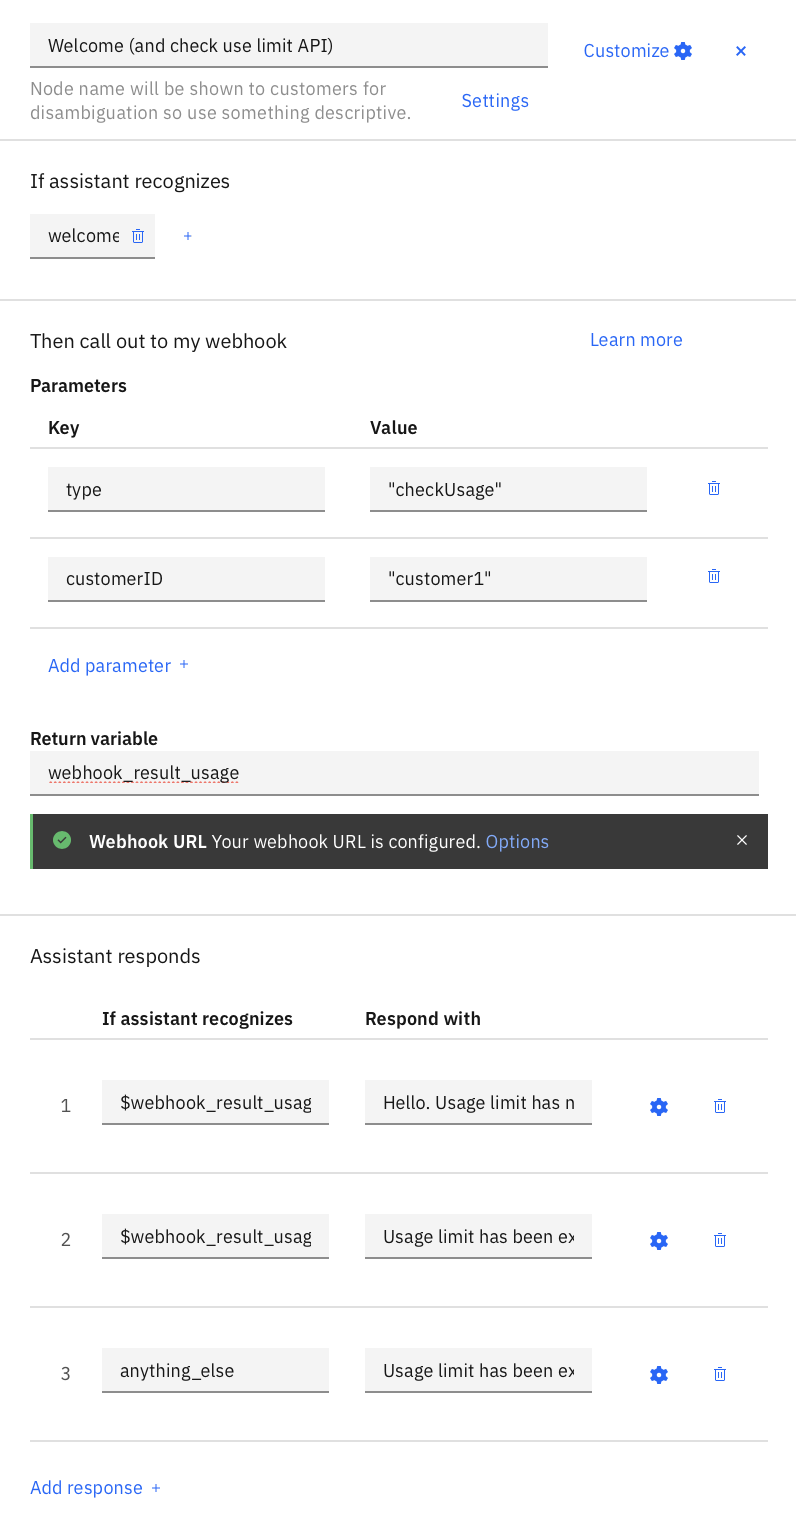 Welcome (and check use limit API)
Customize
Node name will be shown to customers for
disambiguation so use something descriptive.
Settings
If assistant recognizes
welcome
+
Then call out to my webhook
Learn more
Parameters
Key Value
type "checkUsage"
customerID "customer1"
Add parameter +
Return variable
webhook_result_usage
Webhook URL Your webhook URL is configured. Options
Assistant responds
If assistant recognizes Respond with
1 $webhook_result_usag Hello. Usage limit has n
2 $webhook_result_usag Usage limit has been ex
3 anything_else Usage limit has been ex
Add response +